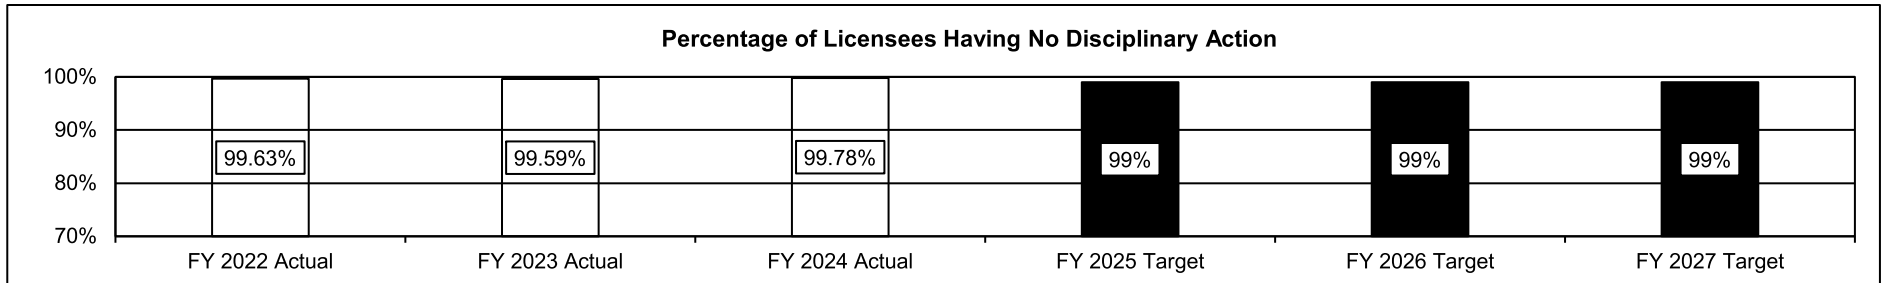 Percentage of Licensees Having No Disciplinary Action
100%
90%
80%
70%
99.63%
99.59%
99.78%
99%
99%
99%
FY 2022 Actual
FY 2023 Actual
FY 2024 Actual
FY 2025 Target
FY 2026 Target
FY 2027 Target